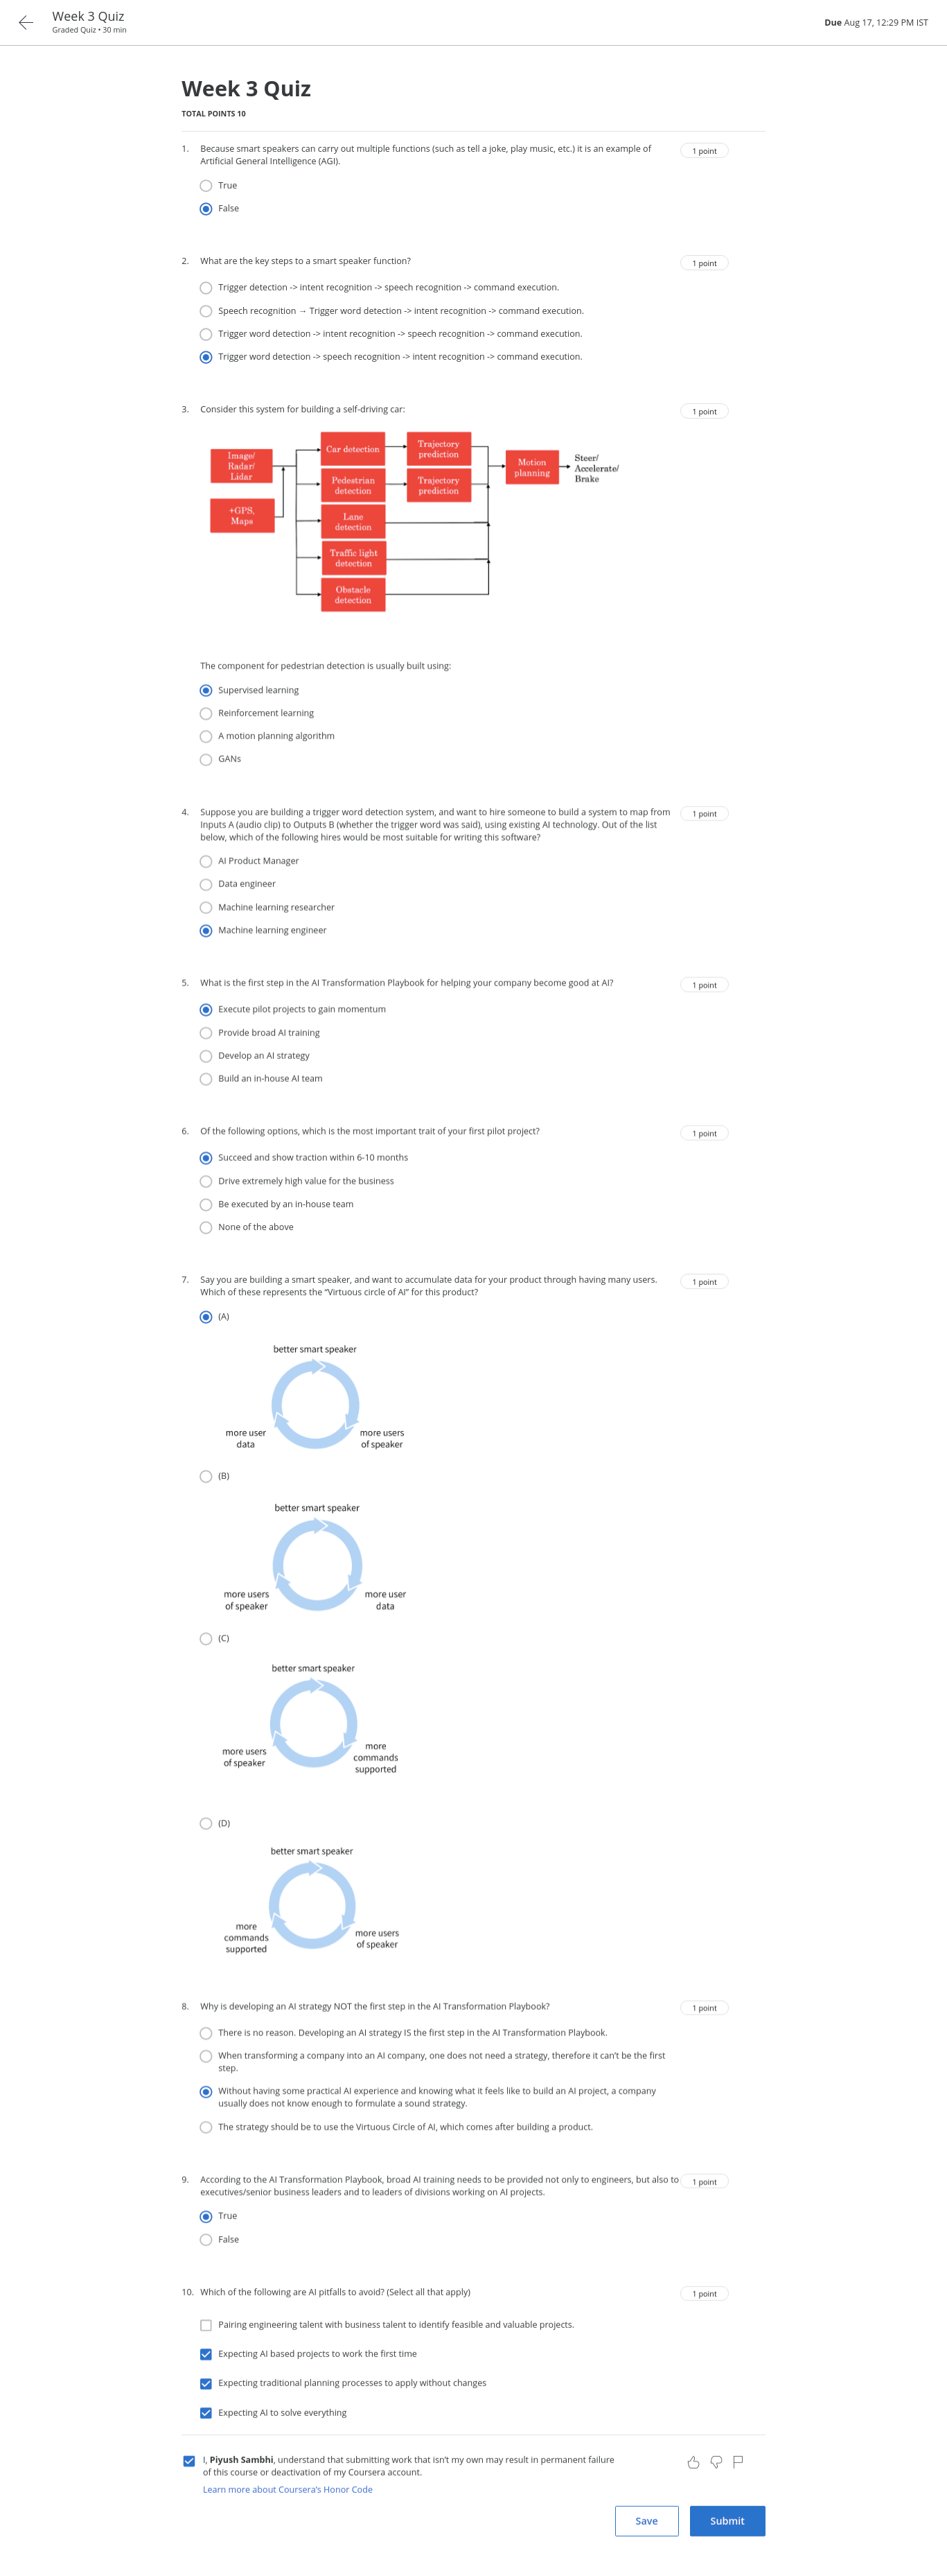 Week 3 Quiz
Graded Quiz • 30 min
Due Aug 17, 12:29 PM IST
Week 3 Quiz
TOTAL POINTS 10
1. Because smart speakers can carry out multiple functions (such as tell a joke, play music, etc.) it is an example of
Artificial General Intelligence (AGI).
1 point
True
False
2. What are the key steps to a smart speaker function?
1 point
Trigger detection -> intent recognition -> speech recognition -> command execution.
Speech recognition → Trigger word detection -> intent recognition -> command execution.
Trigger word detection -> intent recognition -> speech recognition -> command execution.
Trigger word detection -> speech recognition -> intent recognition -> command execution.
3. Consider this system for building a self-driving car:
1 point
Image/
Radar/
Lidar
+GPS,
Maps
Car detection
Trajectory
prediction
Pedestrian
detection
Trajectory
prediction
Lane
detection
Traffic light
detection
Obstacle
detection
Motion
planning
Steer/
Accelerate/
Brake
The component for pedestrian detection is usually built using:
Supervised learning
Reinforcement learning
A motion planning algorithm
GANs
4. Suppose you are building a trigger word detection system, and want to hire someone to build a system to map from
Inputs A (audio clip) to Outputs B (whether the trigger word was said), using existing AI technology. Out of the list
below, which of the following hires would be most suitable for writing this software?
1 point
AI Product Manager
Data engineer
Machine learning researcher
Machine learning engineer
5. What is the first step in the AI Transformation Playbook for helping your company become good at AI?
1 point
Execute pilot projects to gain momentum
Provide broad AI training
Develop an AI strategy
Build an in-house AI team
6. Of the following options, which is the most important trait of your first pilot project?
1 point
Succeed and show traction within 6-10 months
Drive extremely high value for the business
Be executed by an in-house team
None of the above
7. Say you are building a smart speaker, and want to accumulate data for your product through having many users.
Which of these represents the “Virtuous circle of AI” for this product?
1 point
(A)
better smart speaker
more user
data
more users
of speaker
(B)
better smart speaker
more users
of speaker
more user
data
(C)
better smart speaker
more users
of speaker
more
commands
supported
(D)
better smart speaker
more
commands
supported
more users
of speaker
8. Why is developing an AI strategy NOT the first step in the AI Transformation Playbook?
1 point
There is no reason. Developing an AI strategy IS the first step in the AI Transformation Playbook.
When transforming a company into an AI company, one does not need a strategy, therefore it can’t be the first
step.
Without having some practical AI experience and knowing what it feels like to build an AI project, a company
usually does not know enough to formulate a sound strategy.
The strategy should be to use the Virtuous Circle of AI, which comes after building a product.
9. According to the AI Transformation Playbook, broad AI training needs to be provided not only to engineers, but also to
executives/senior business leaders and to leaders of divisions working on AI projects.
1 point
True
False
10. Which of the following are AI pitfalls to avoid? (Select all that apply)
1 point
Pairing engineering talent with business talent to identify feasible and valuable projects.
Expecting AI based projects to work the first time
Expecting traditional planning processes to apply without changes
Expecting AI to solve everything
I, Piyush Sambhi, understand that submitting work that isn’t my own may result in permanent failure
of this course or deactivation of my Coursera account.
Learn more about Coursera’s Honor Code
Save
Submit